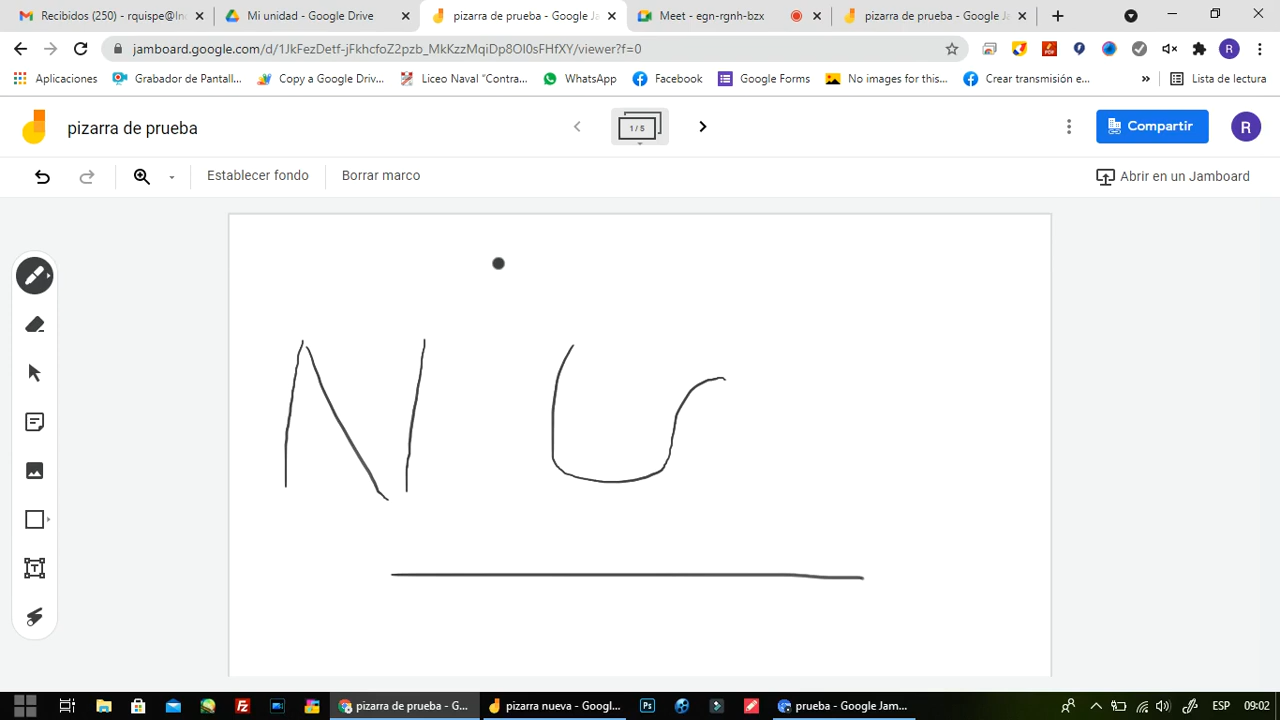 Recibidos (250) - rquispe@In
Mi unidad - Google Drive
pizarra de prueba - Google Ja
Meet - egn-rgnh-bzx
pizarra de prueba - Google Ja
jamboard.google.com/d/1JkFezDetf-jFkhcfoZ2pzb_MkKzzMqiDp8OI0sFHfXY/viewer?f=0
Aplicaciones
Grabador de Pantall...
Copy a Google Driv...
Liceo Naval "Contra...
WhatsApp
Facebook
Google Forms
No images for this...
Crear transmisión e...
»
Lista de lectura
pizarra de prueba
1 / 5
Compartir
R
Establecer fondo
Borrar marco
Abrir en un Jamboard
N U
pizarra de prueba - G...
pizarra nueva - Googl...
prueba - Google Jam...
ESP
09:02